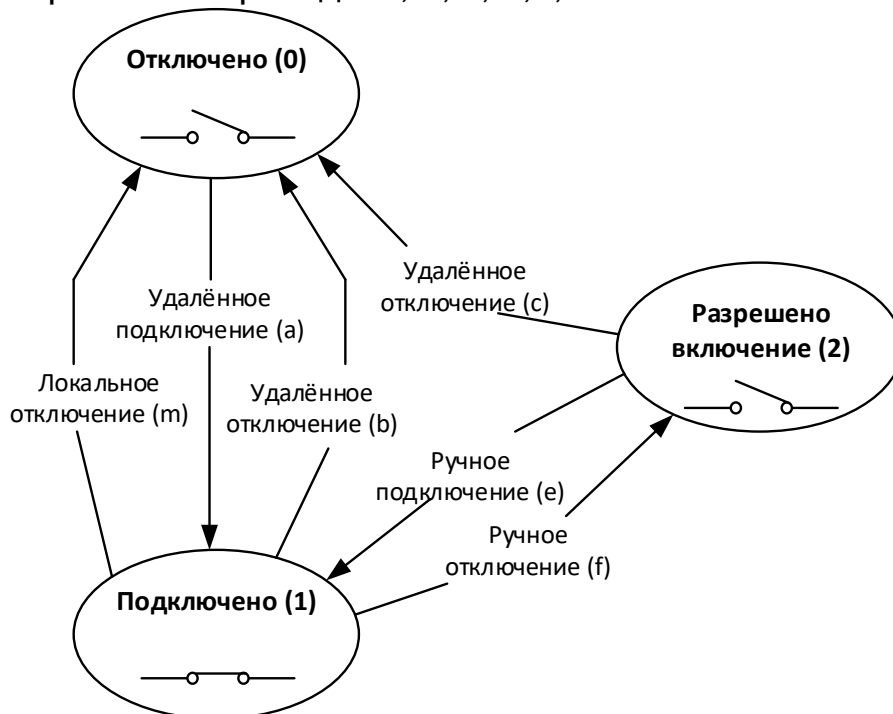 Отключено (0)
Удалённое
подключение (a)
Удалённое
отключение (c)
Разрешено
включение (2)
Локальное
отключение (m)
Удалённое
отключение (b)
Ручное
подключение (e)
Ручное
отключение (f)
Подключено (1)